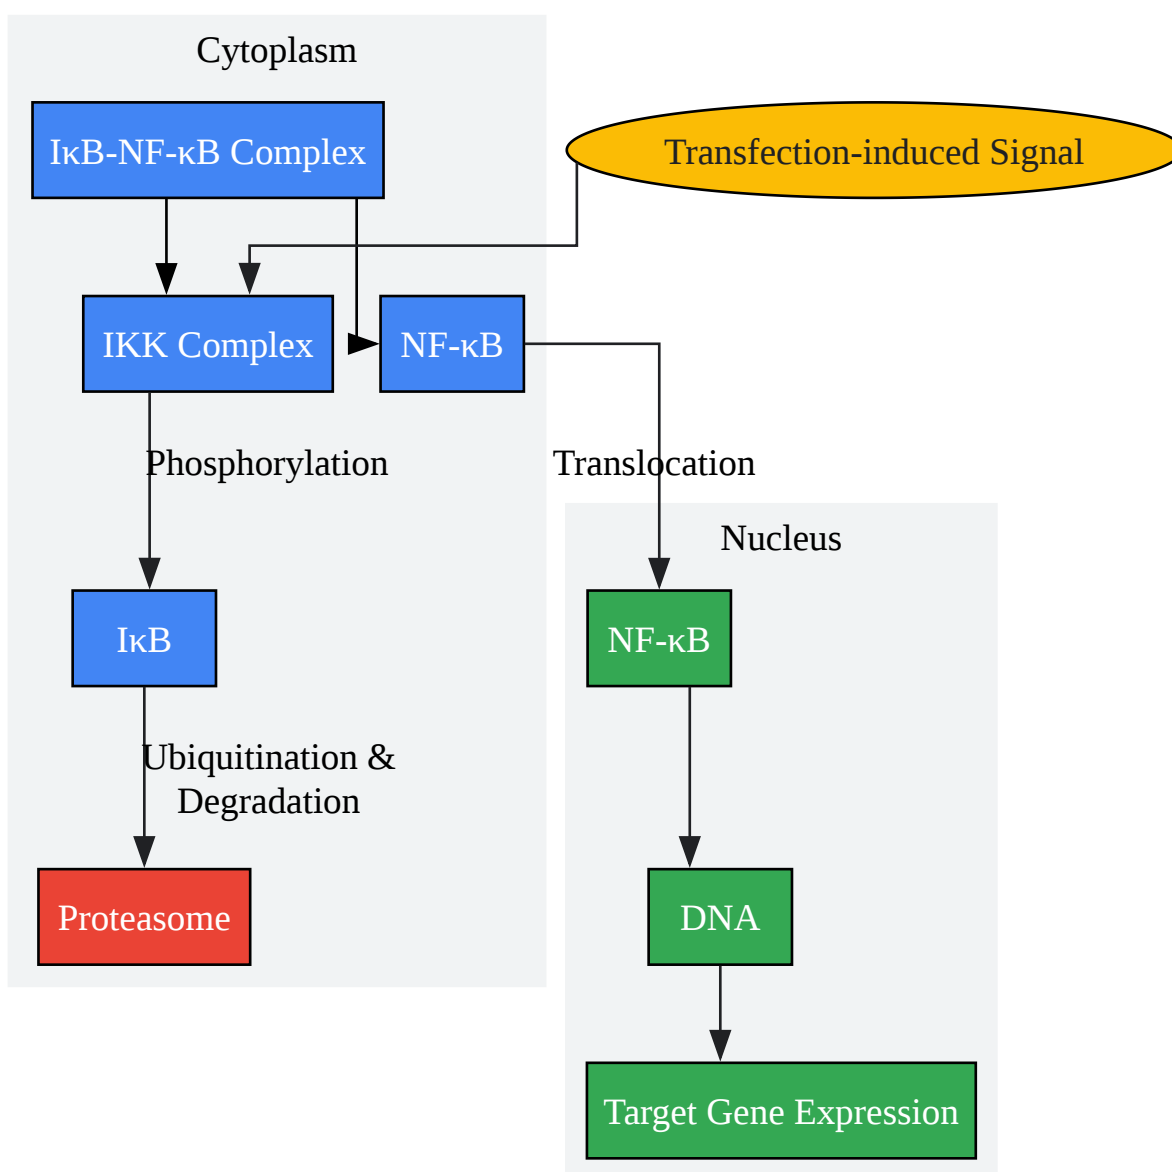 Cytoplasm
IκB-NF-κB Complex
Transfection-induced Signal
IKK Complex
NF-κB
Phosphorylation
Translocation
Nucleus
IκB
NF-κB
Ubiquitination &
Degradation
Proteasome
DNA
Target Gene Expression